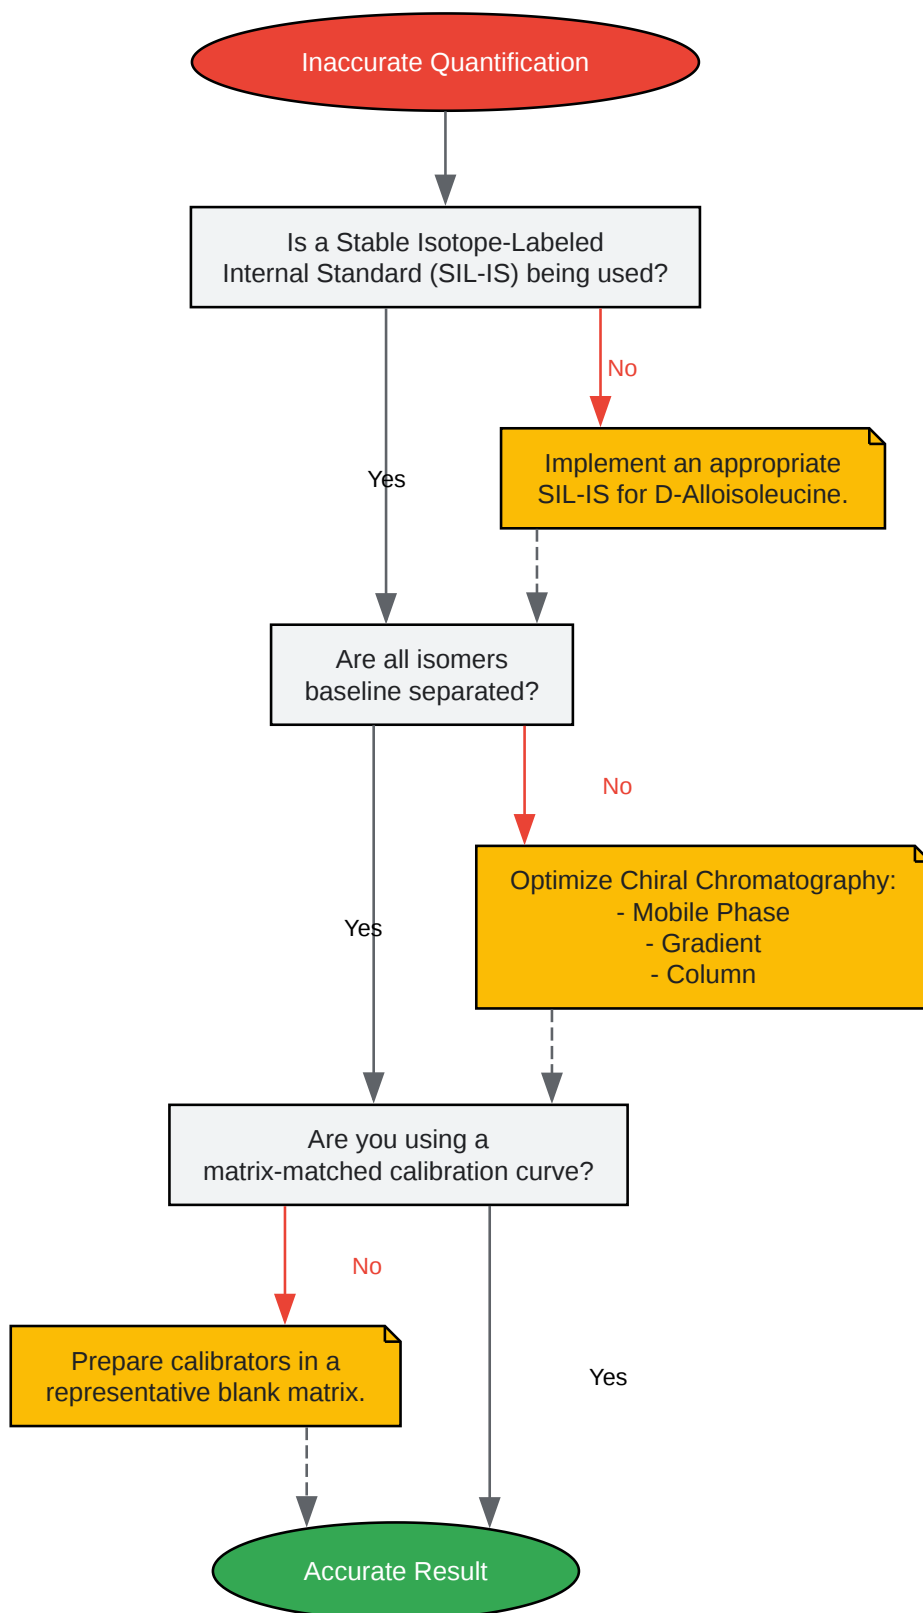 Inaccurate Quantification
Is a Stable Isotope-Labeled
Internal Standard (SIL-IS) being used?
No
Implement an appropriate
SIL-IS for D-Alloisoleucine.
Yes
Are all isomers
baseline separated?
No
Optimize Chiral Chromatography:
- Mobile Phase
- Gradient
- Column
Yes
Are you using a
matrix-matched calibration curve?
No
Prepare calibrators in a
representative blank matrix.
Yes
Accurate Result